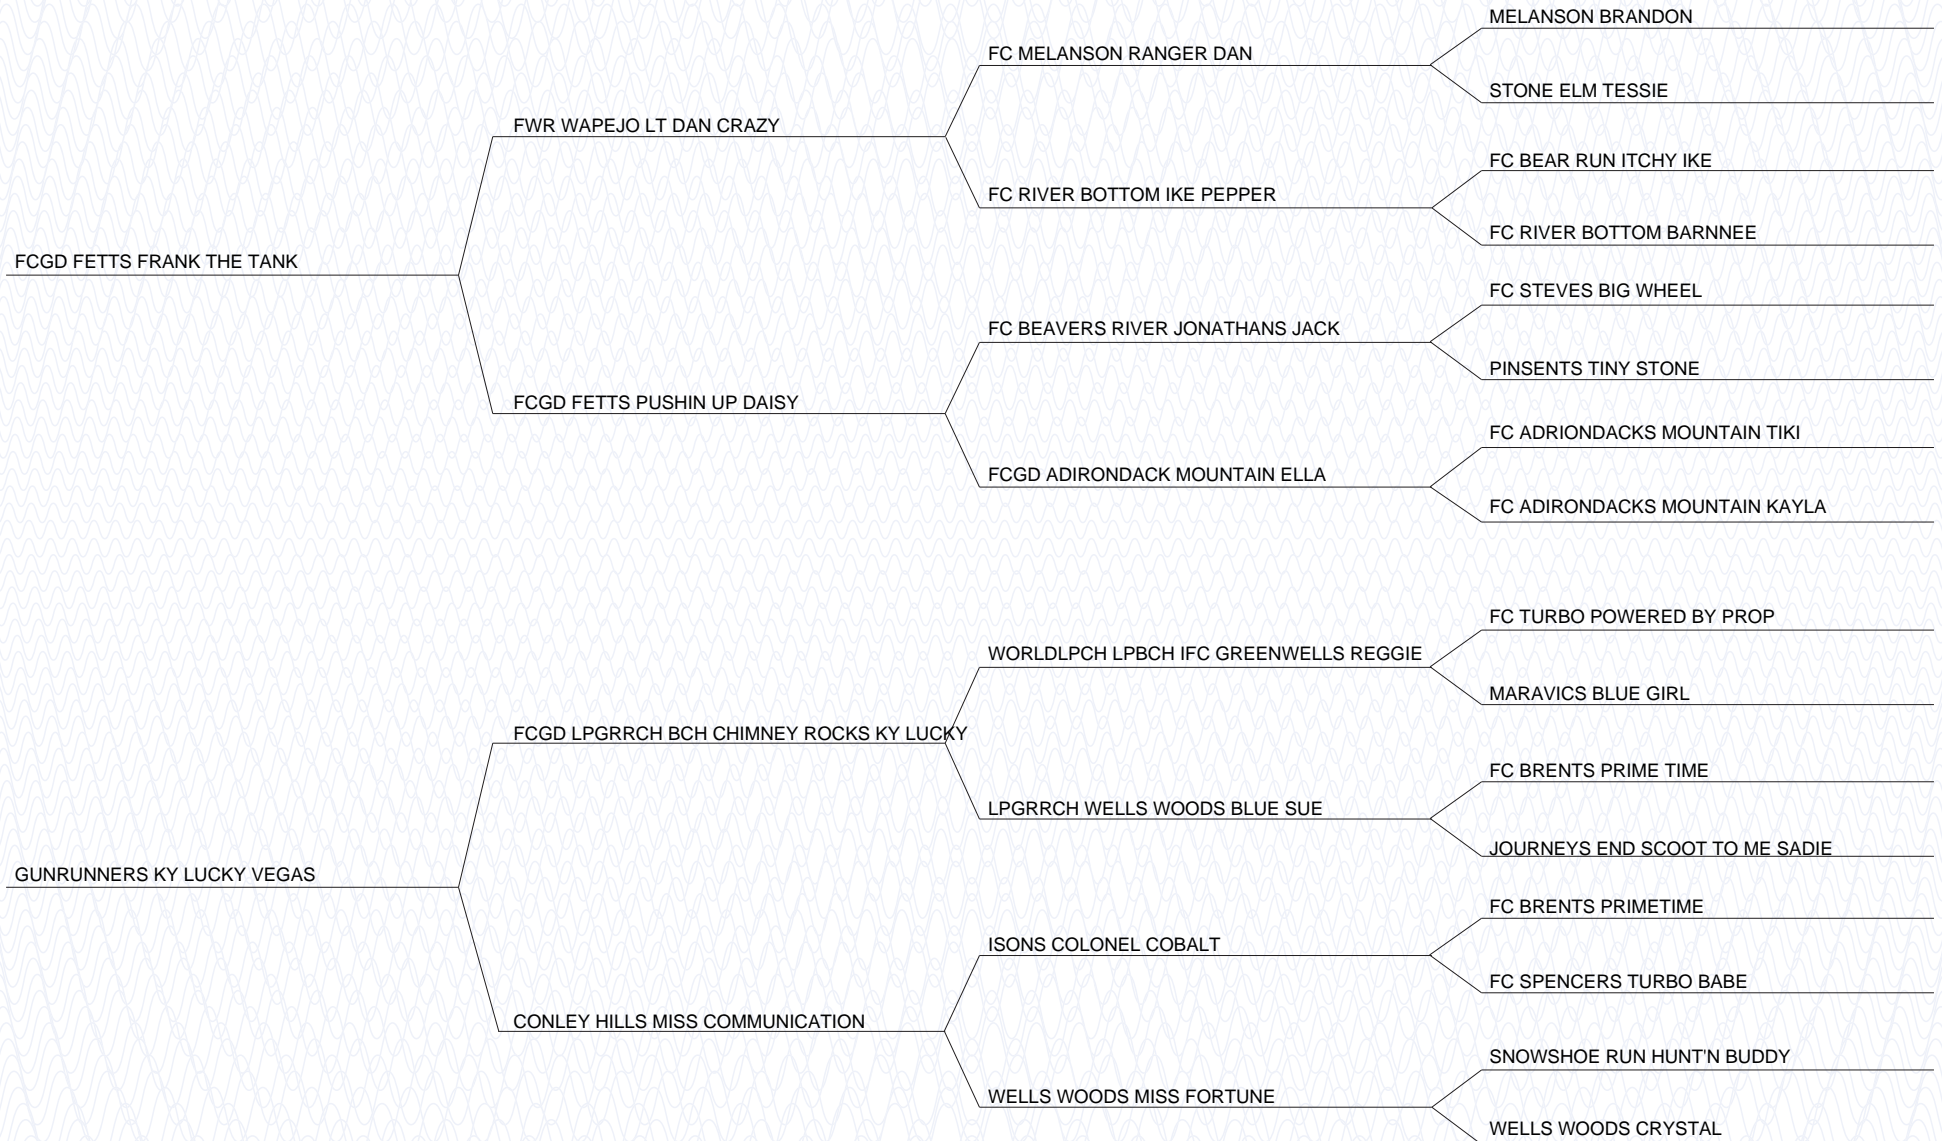 MELANSON BRANDON
FC MELANSON RANGER DAN
STONE ELM TESSIE
FWR WAPEJO LT DAN CRAZY
FC BEAR RUN ITCHY IKE
FC RIVER BOTTOM IKE PEPPER
FC RIVER BOTTOM BARNNEE
FCGD FETTS FRANK THE TANK
FC STEVES BIG WHEEL
FC BEAVERS RIVER JONATHANS JACK
PINSENTS TINY STONE
FCGD FETTS PUSHIN UP DAISY
FC ADRIONDACKS MOUNTAIN TIKI
FCGD ADIRONDACK MOUNTAIN ELLA
FC ADIRONDACKS MOUNTAIN KAYLA
FC TURBO POWERED BY PROP
WORLDLPCH LPBCH IFC GREENWELLS REGGIE
MARAVICS BLUE GIRL
FCGD LPGRRCH BCH CHIMNEY ROCKS KY LUCKY
FC BRENTS PRIME TIME
LPGRRCH WELLS WOODS BLUE SUE
JOURNEYS END SCOOT TO ME SADIE
GUNRUNNERS KY LUCKY VEGAS
FC BRENTS PRIMETIME
ISONS COLONEL COBALT
FC SPENCERS TURBO BABE
CONLEY HILLS MISS COMMUNICATION
SNOWSHOE RUN HUNT'N BUDDY
WELLS WOODS MISS FORTUNE
WELLS WOODS CRYSTAL